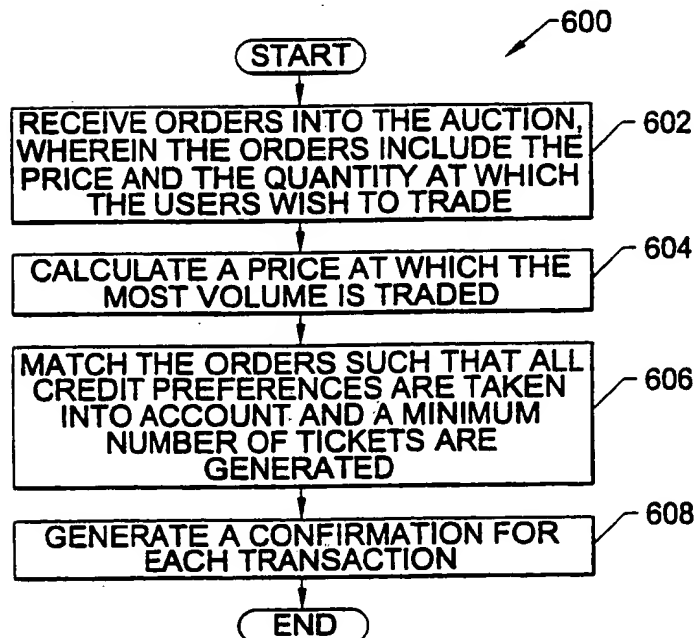 600
START
RECEIVE ORDERS INTO THE AUCTION,
WHEREIN THE ORDERS INCLUDE THE
PRICE AND THE QUANTITY AT WHICH
THE USERS WISH TO TRADE
602
CALCULATE A PRICE AT WHICH THE
MOST VOLUME IS TRADED
604
MATCH THE ORDERS SUCH THAT ALL
CREDIT PREFERENCES ARE TAKEN
INTO ACCOUNT AND A MINIMUM
NUMBER OF TICKETS ARE
GENERATED
606
GENERATE A CONFIRMATION FOR
EACH TRANSACTION
608
END